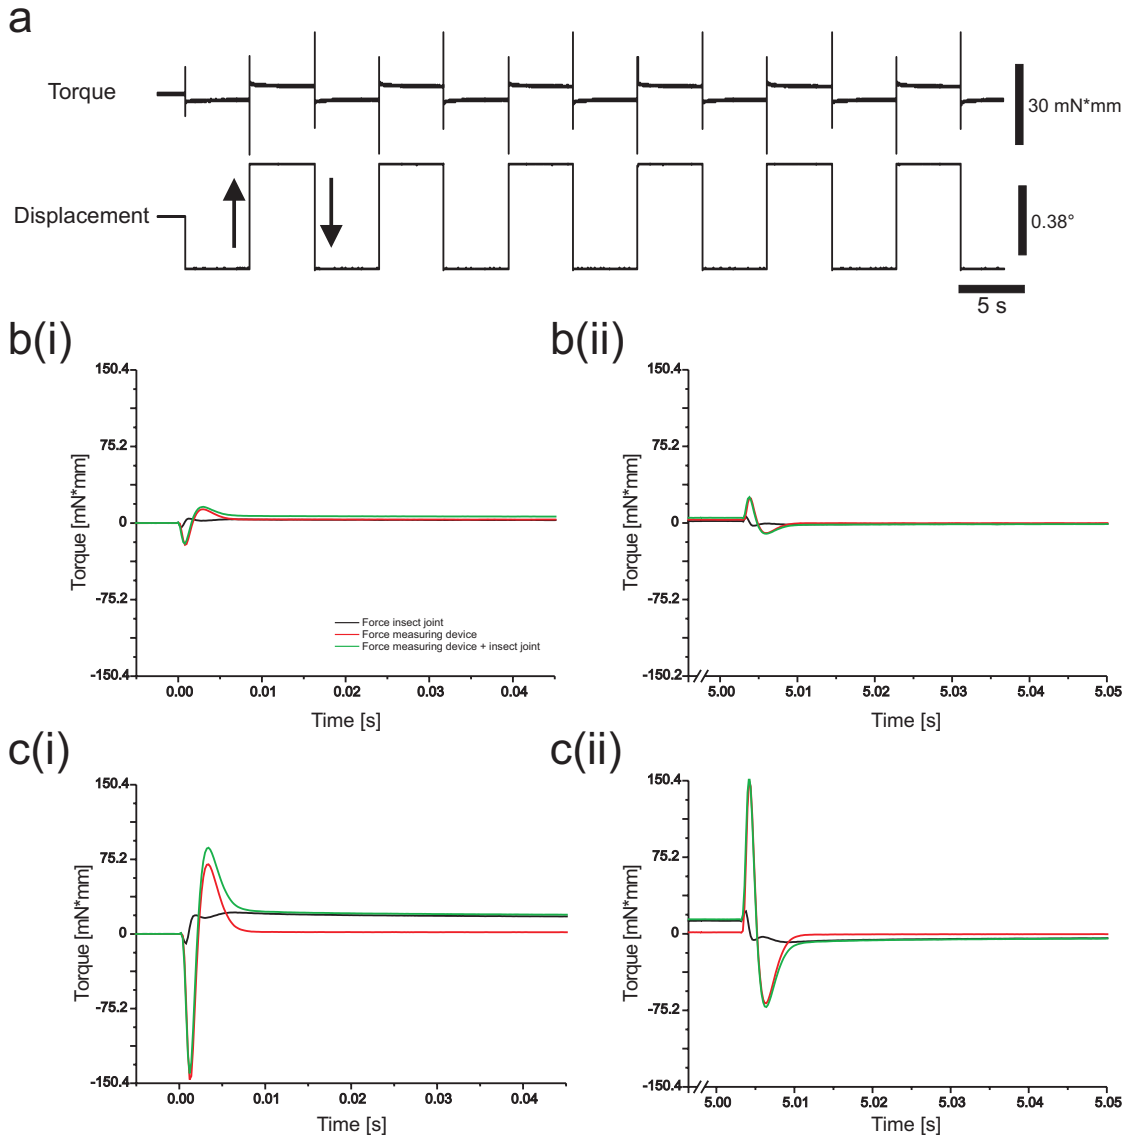 a
Torque
30 mN*mm
Displacement
0.38°
5 s
b(i)
150.4
75.2
0
-75.2
-150.4
Torque [mN*mm]
Force insect joint
Force measuring device
Force measuring device + insect joint
0.00 0.01 0.02 0.03 0.04
Time [s]
b(ii)
150.4
75.2
0
-75.2
-150.2
Torque [mN*mm]
5.00 5.01 5.02 5.03 5.04 5.05
Time [s]
c(i)
150.4
75.2
0
-75.2
-150.4
Torque [mN*mm]
0.00 0.01 0.02 0.03 0.04
Time [s]
c(ii)
150.4
75.2
0
-75.2
-150.4
Torque [mN*mm]
5.00 5.01 5.02 5.03 5.04 5.05
Time [s]